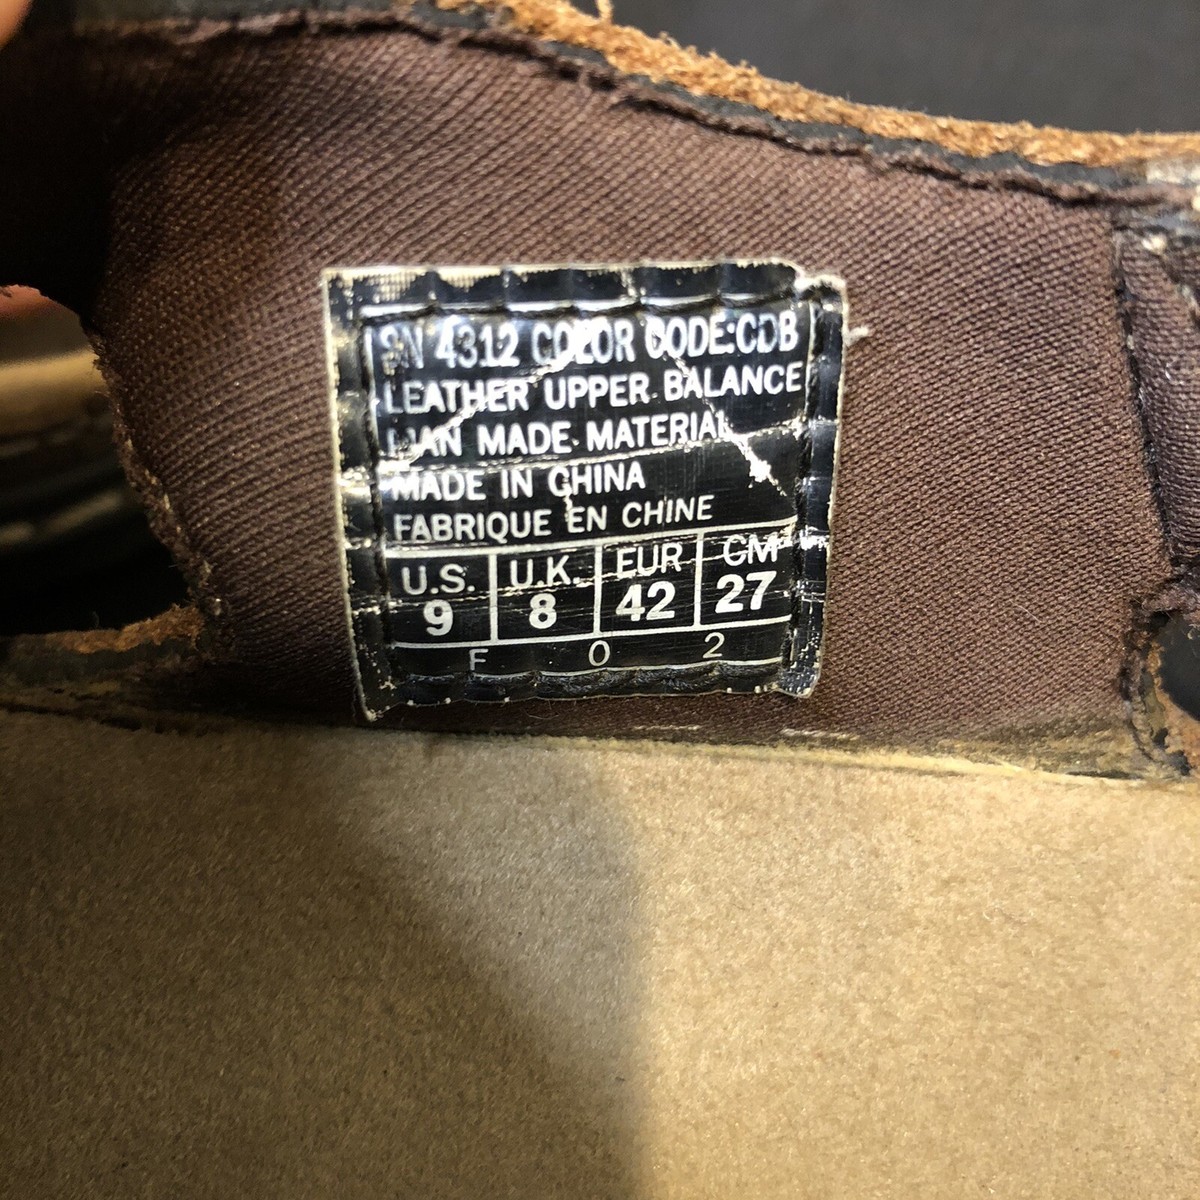 SN 4312 COLOR CODE:CDB
LEATHER UPPER BALANCE
MAN MADE MATERIAL
MADE IN CHINA
FABRIQUE EN CHINE
U.S. U.K. EUR CM
9 8 42 27
F 0 2